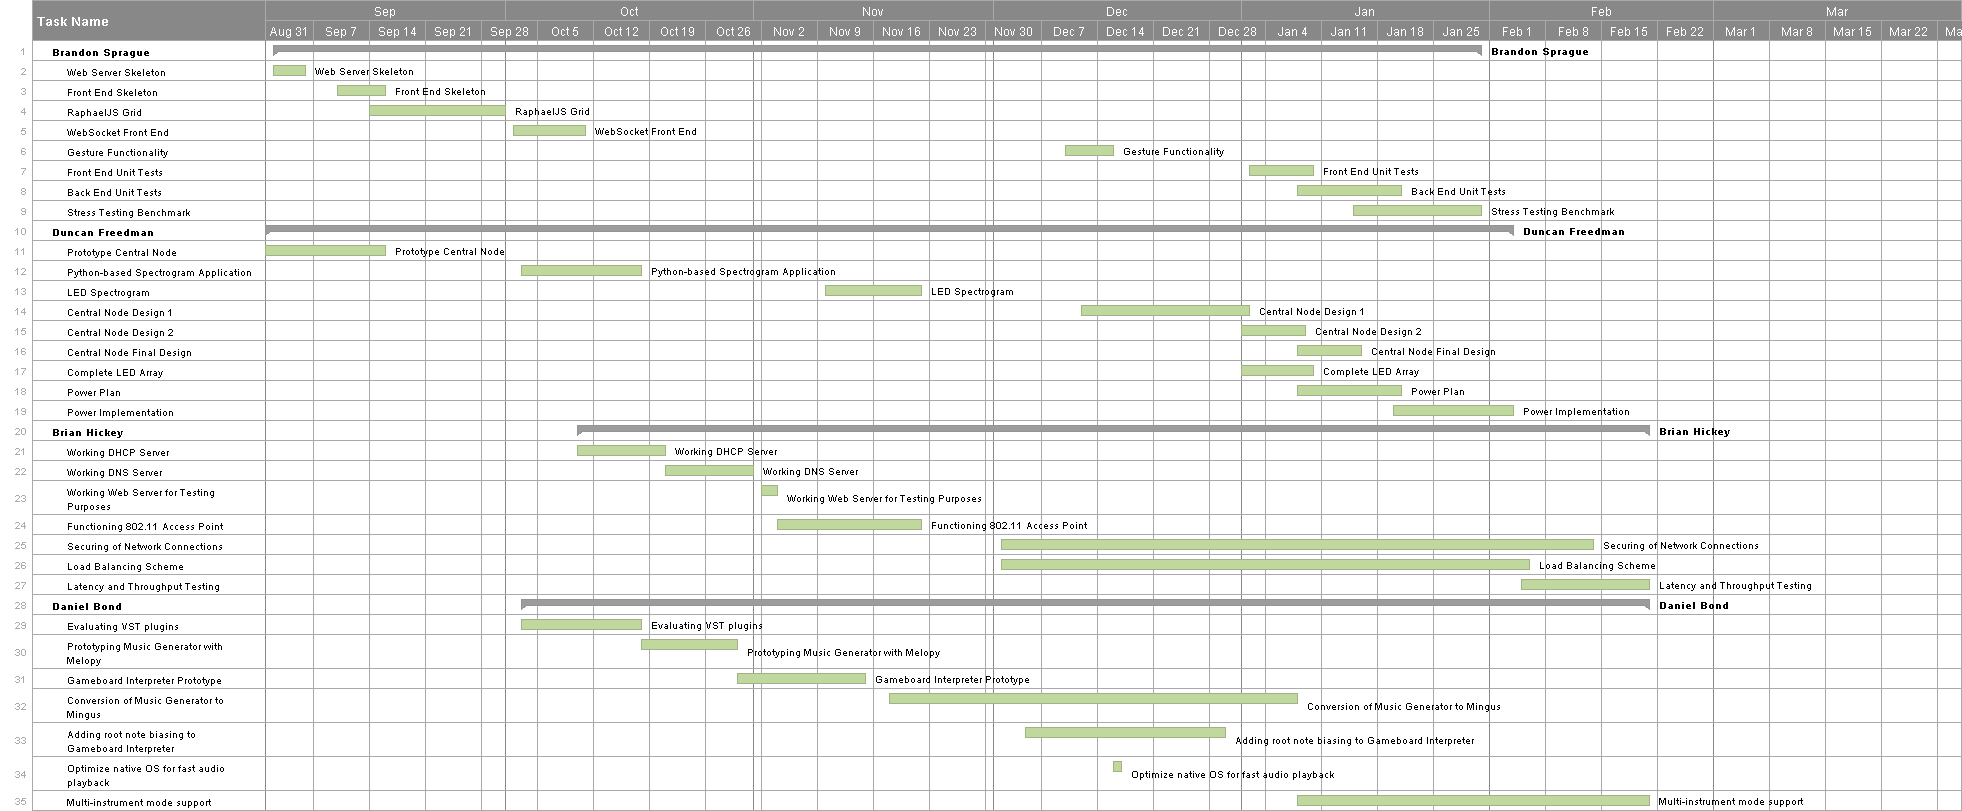 Task Name
Sep Oct Nov Dec Jan Feb Mar
Aug 31 Sep 7 Sep 14 Sep 21 Sep 28 Oct 5 Oct 12 Oct 19 Oct 26 Nov 2 Nov 9 Nov 16 Nov 23 Nov 30 Dec 7 Dec 14 Dec 21 Dec 28 Jan 4 Jan 11 Jan 18 Jan 25 Feb 1 Feb 8 Feb 15 Feb 22 Mar 1 Mar 8 Mar 15 Mar 22 Ma
1 Brandon Sprague Brandon Sprague
2 Web Server Skeleton Web Server Skeleton
3 Front End Skeleton Front End Skeleton
4 RaphaelJS Grid RaphaelJS Grid
5 WebSocket Front End WebSocket Front End
6 Gesture Functionality Gesture Functionality
7 Front End Unit Tests Front End Unit Tests
8 Back End Unit Tests Back End Unit Tests
9 Stress Testing Benchmark Stress Testing Benchmark
10 Duncan Freedman Duncan Freedman
11 Prototype Central Node Prototype Central Node
12 Python-based Spectrogram Application Python-based Spectrogram Application
13 LED Spectrogram LED Spectrogram
14 Central Node Design 1 Central Node Design 1
15 Central Node Design 2 Central Node Design 2
16 Central Node Final Design Central Node Final Design
17 Complete LED Array Complete LED Array
18 Power Plan Power Plan
19 Power Implementation Power Implementation
20 Brian Hickey Brian Hickey
21 Working DHCP Server Working DHCP Server
22 Working DNS Server Working DNS Server
23 Working Web Server for Testing
Purposes
Working Web Server for Testing Purposes
24 Functioning 802.11 Access Point Functioning 802.11 Access Point
25 Securing of Network Connections Securing of Network Connections
26 Load Balancing Scheme Load Balancing Scheme
27 Latency and Throughput Testing Latency and Throughput Testing
28 Daniel Bond Daniel Bond
29 Evaluating VST plugins Evaluating VST plugins
30 Prototyping Music Generator with
Melopy
Prototyping Music Generator with Melopy
31 Gameboard Interpreter Prototype Gameboard Interpreter Prototype
32 Conversion of Music Generator to
Mingus
Conversion of Music Generator to Mingus
33 Adding root note biasing to
Gameboard Interpreter
Adding root note biasing to Gameboard Interpreter
34 Optimize native OS for fast audio
playback
Optimize native OS for fast audio playback
35 Multi-instrument mode support Multi-instrument mode support